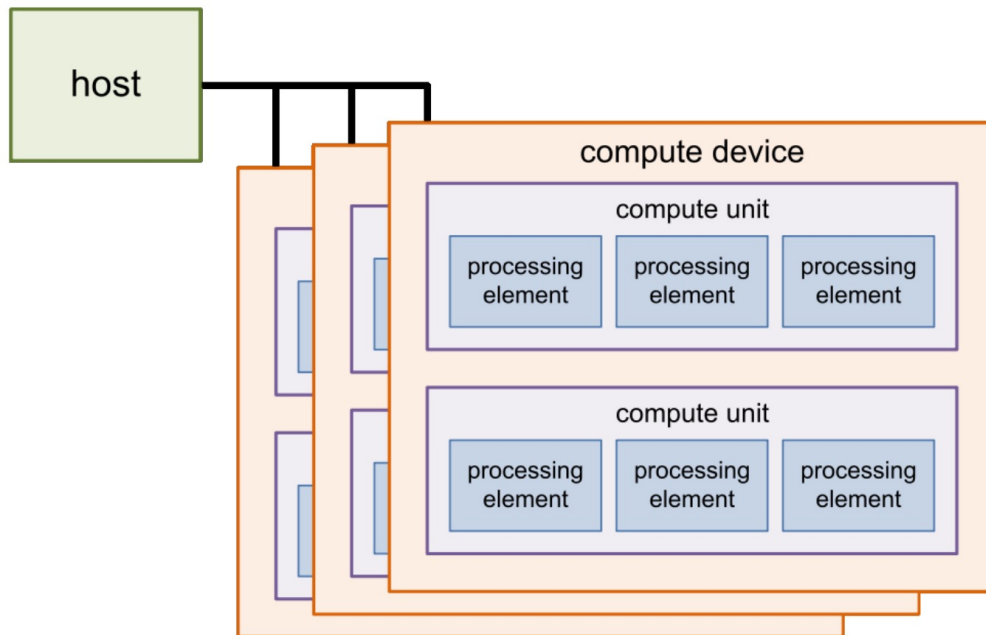 host
compute device
compute unit
processing
element
processing
element
processing
element
compute unit
processing
element
processing
element
processing
element